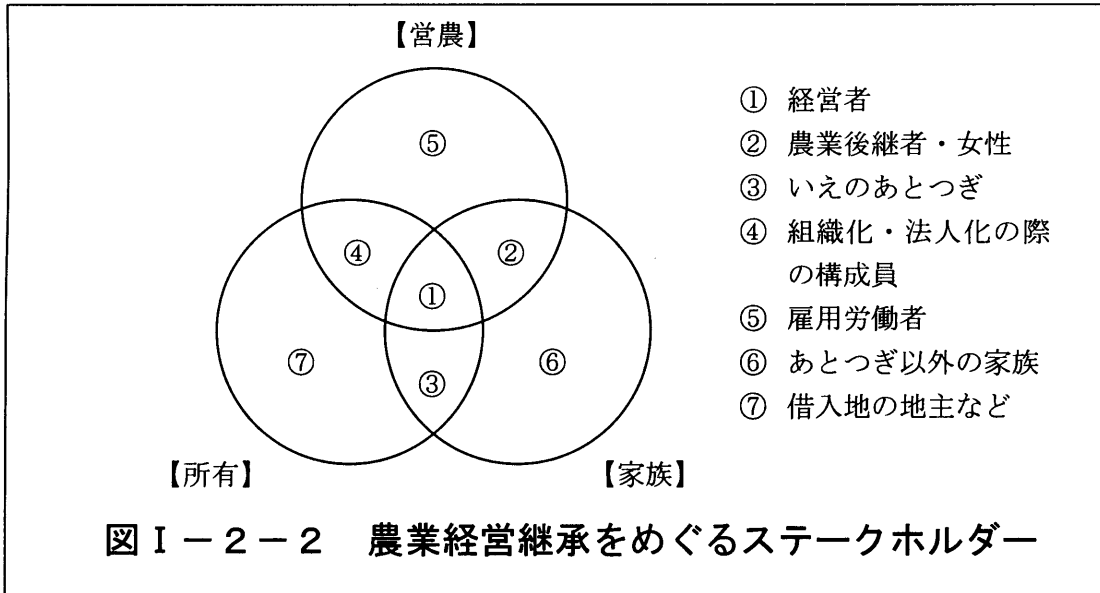 【営農】
⑤
④
②
①
⑦
③
⑥
【所有】
【家族】
① 経営者
② 農業後継者・女性
③ いえのあとつぎ
④ 組織化・法人化の際
の構成員
⑤ 雇用労働者
⑥ あとつぎ以外の家族
⑦ 借入地の地主など
図Ⅰ－２－２ 農業経営継承をめぐるステークホルダー